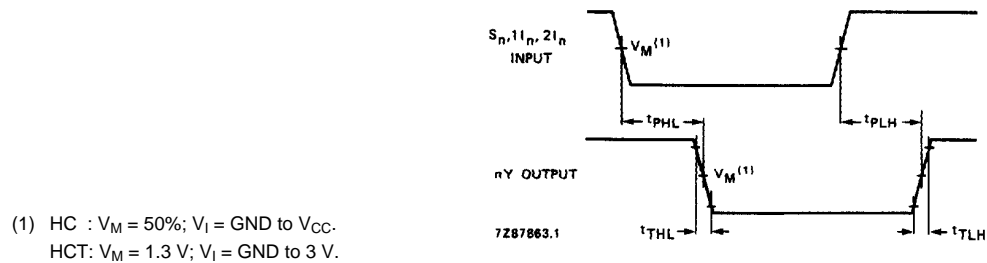 Sn,1In, 2In
INPUT
VM(1)
tPHL
tPLH
nY OUTPUT
VM(1)
7Z87863.1
tTHL
tTLH
(1) HC : VM = 50%; VI = GND to VCC.
HCT: VM = 1.3 V; VI = GND to 3 V.